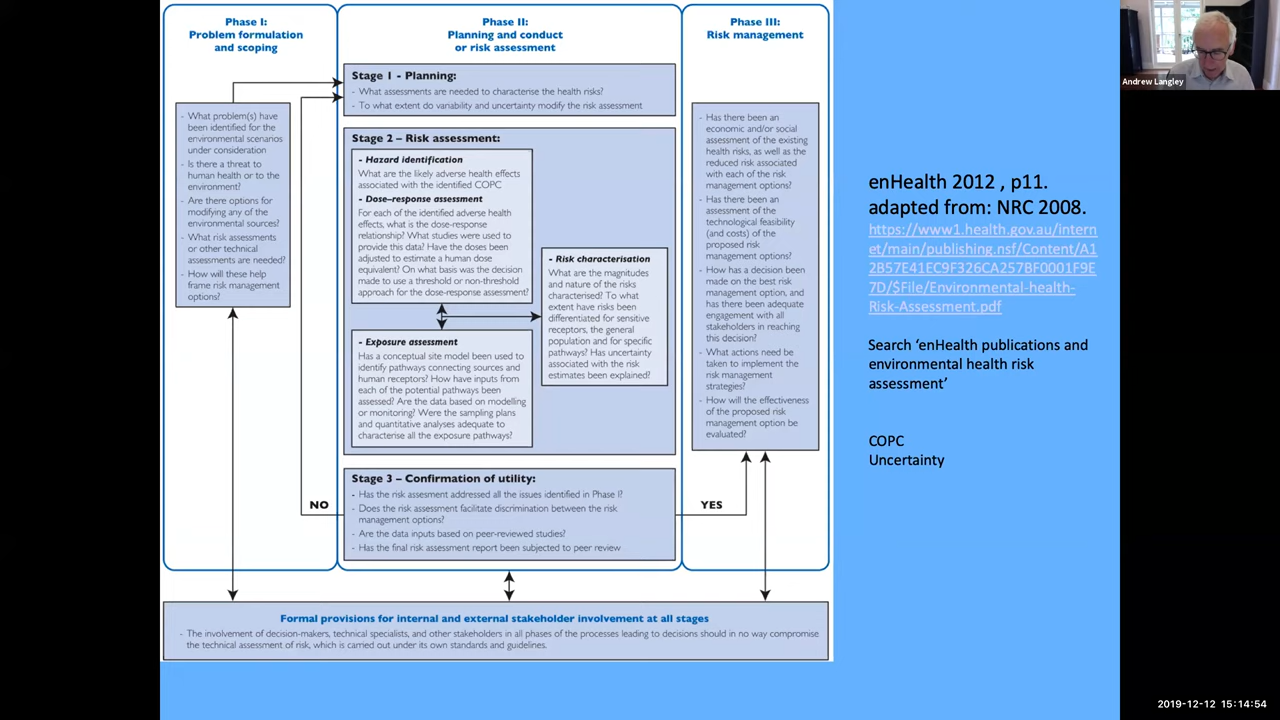 Phase I:
Problem formulation
and scoping
- What problem(s) have
been identified for the
environmental scenarios
under consideration
- Is there a threat to
human health or to the
environment?
- Are there options for
modifying any of the
environmental sources?
- What risk assessments
or other technical
assessments are needed?
- How will these help
frame risk management
options?
Phase II:
Planning and conduct
or risk assessment
Stage 1 - Planning:
- What assessments are needed to characterise the health risks?
- To what extent do variability and uncertainty modify the risk assessment
Stage 2 – Risk assessment:
- Hazard identification
What are the likely adverse health effects
associated with the identified COPC
- Dose–response assessment
For each of the identified adverse health
effects, what is the dose-response
relationship? What studies were used to
provide this data? Have the doses been
adjusted to estimate a human dose
equivalent? On what basis was the decision
made to use a threshold or non-threshold
approach for the dose-response assessment?
- Exposure assessment
Has a conceptual site model been used to
identify pathways connecting sources and
human receptors? How have inputs from
each of the potential pathways been
assessed? Are the data based on modelling
or monitoring? Were the sampling plans
and quantitative analyses adequate to
characterise all the exposure pathways?
- Risk characterisation
What are the magnitudes
and nature of the risks
characterised? To what
extent have risks been
differentiated for sensitive
receptors, the general
population and for specific
pathways? Has uncertainty
associated with the risk
estimates been explained?
Stage 3 – Confirmation of utility:
- Has the risk assesment addressed all the issues identified in Phase I?
- Does the risk assessment facilitate discrimination between the risk
management options?
- Are the data inputs based on peer-reviewed studies?
- Has the final risk assessment report been subjected to peer review
NO
YES
Phase III:
Risk management
- Has there been an
economic and/or social
assessment of the existing
health risks, as well as the
reduced risk associated
with each of the risk
management options?
- Has there been an
assessment of the
technological feasibility
(and costs) of the
proposed risk
management options?
- How has a decision been
made on the best risk
management option, and
has there been adequate
engagement with all
stakeholders in reaching
this decision?
- What actions need be
taken to implement the
risk management
strategies?
- How will the effectiveness
of the proposed risk
management option be
evaluated?
Formal provisions for internal and external stakeholder involvement at all stages
- The involvement of decision-makers, technical specialists, and other stakeholders in all phases of the processes leading to decisions should in no way compromise
the technical assessment of risk, which is carried out under its own standards and guidelines.
enHealth 2012 , p11.
adapted from: NRC 2008.
https://www1.health.gov.au/intern
et/main/publishing.nsf/Content/A1
2B57E41EC9F326CA257BF0001F9E
7D/$File/Environmental-health-
Risk-Assessment.pdf
Search ‘enHealth publications and
environmental health risk
assessment’
COPC
Uncertainty
Andrew Langley
2019-12-12 15:14:54